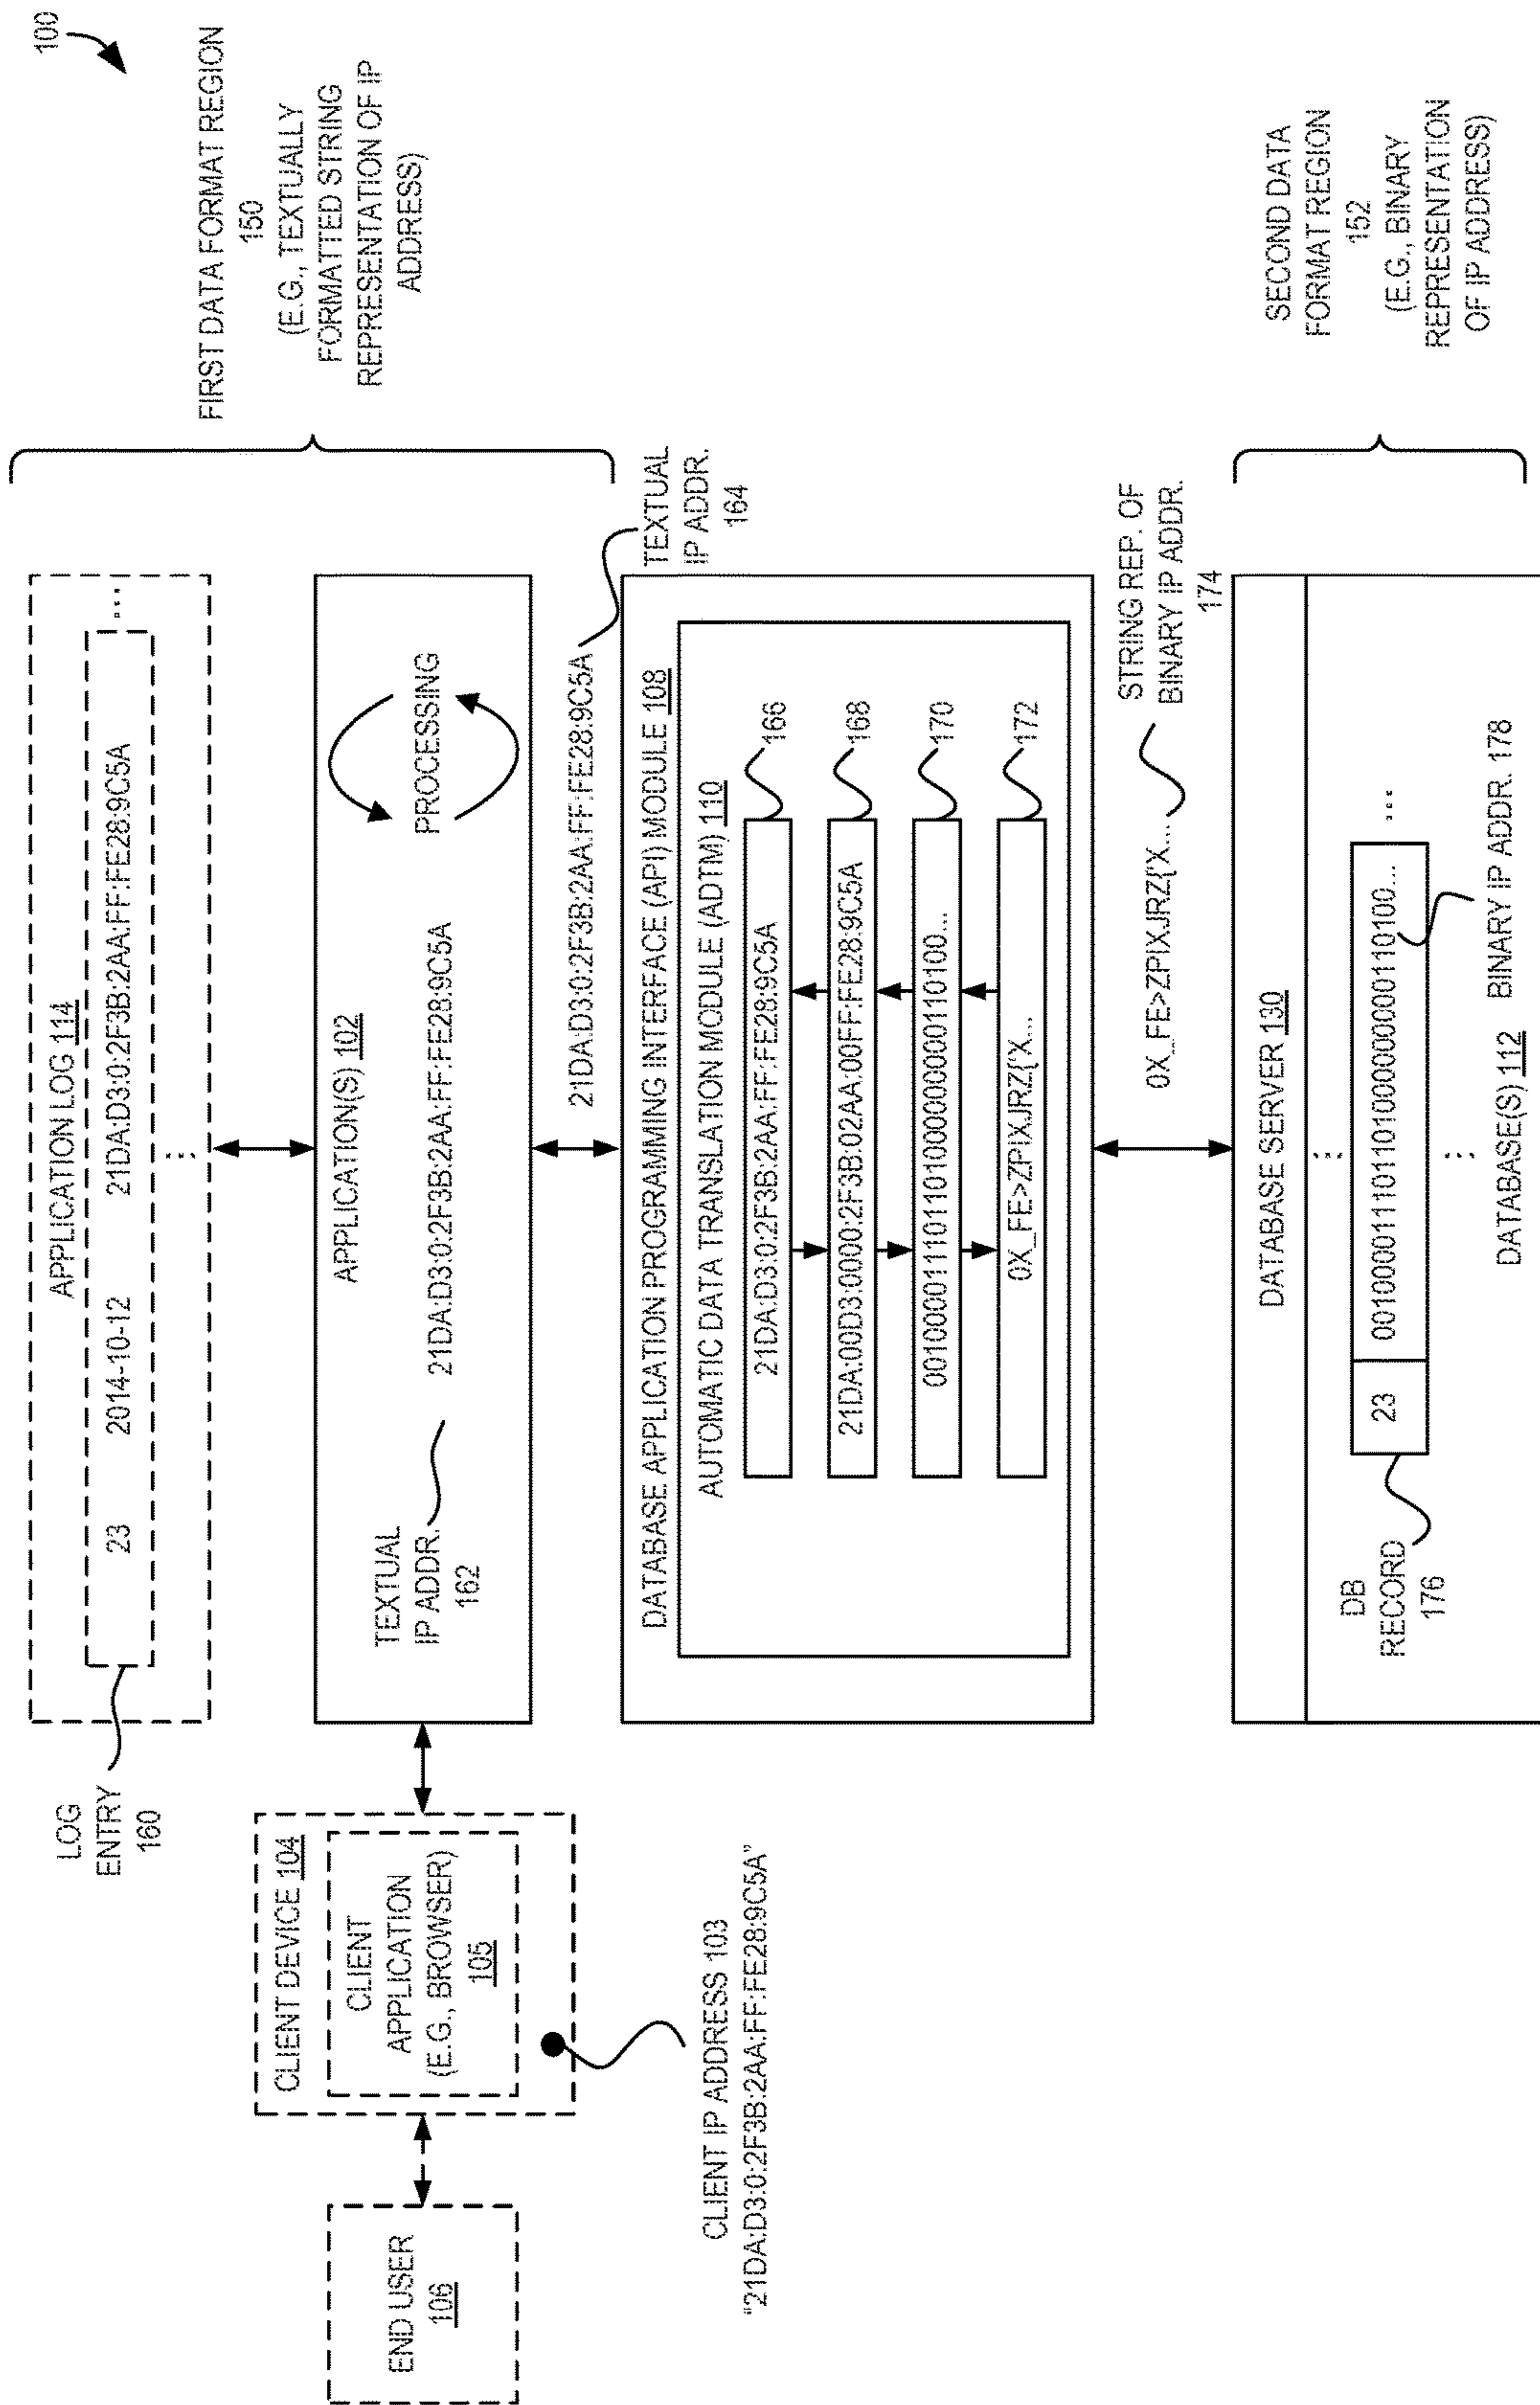 100
FIRST DATA FORMAT REGION
150
(E.G., TEXTUALLY
FORMATTED STRING
REPRESENTATION OF IP
ADDRESS)
APPLICATION LOG 114
23 2014-10-12 21DA:D3:0:2F3B:2AA:FF:FE28:9C5A ...
...
LOG
ENTRY
160
APPLICATION(S) 102
TEXTUAL
IP ADDR.
162
21DA:D3:0:2F3B:2AA:FF:FE28:9C5A
PROCESSING
END USER
106
CLIENT DEVICE 104
CLIENT
APPLICATION
(E.G., BROWSER)
105
CLIENT IP ADDRESS 103
“21DA:D3:0:2F3B:2AA:FF:FE28:9C5A”
21DA:D3:0:2F3B:2AA:FF:FE28:9C5A
TEXTUAL
IP ADDR.
164
DATABASE APPLICATION PROGRAMMING INTERFACE (API) MODULE 108
AUTOMATIC DATA TRANSLATION MODULE (ADTM) 110
21DA:D3:0:2F3B:2AA:FF:FE28:9C5A
166
21DA:00D3:0000:2F3B:02AA:00FF:FE28:9C5A
168
0010000111011010000000000110100...
170
0X_FE>ZPIXJRZ{'X...
172
0X_FE>ZPIXJRZ{'X...
STRING REP. OF
BINARY IP ADDR.
174
SECOND DATA
FORMAT REGION
152
(E.G., BINARY
REPRESENTATION
OF IP ADDRESS)
DATABASE SERVER 130
...
23 0010000111011010000000000110100... ...
...
DB
RECORD
176
DATABASE(S) 112
BINARY IP ADDR. 178